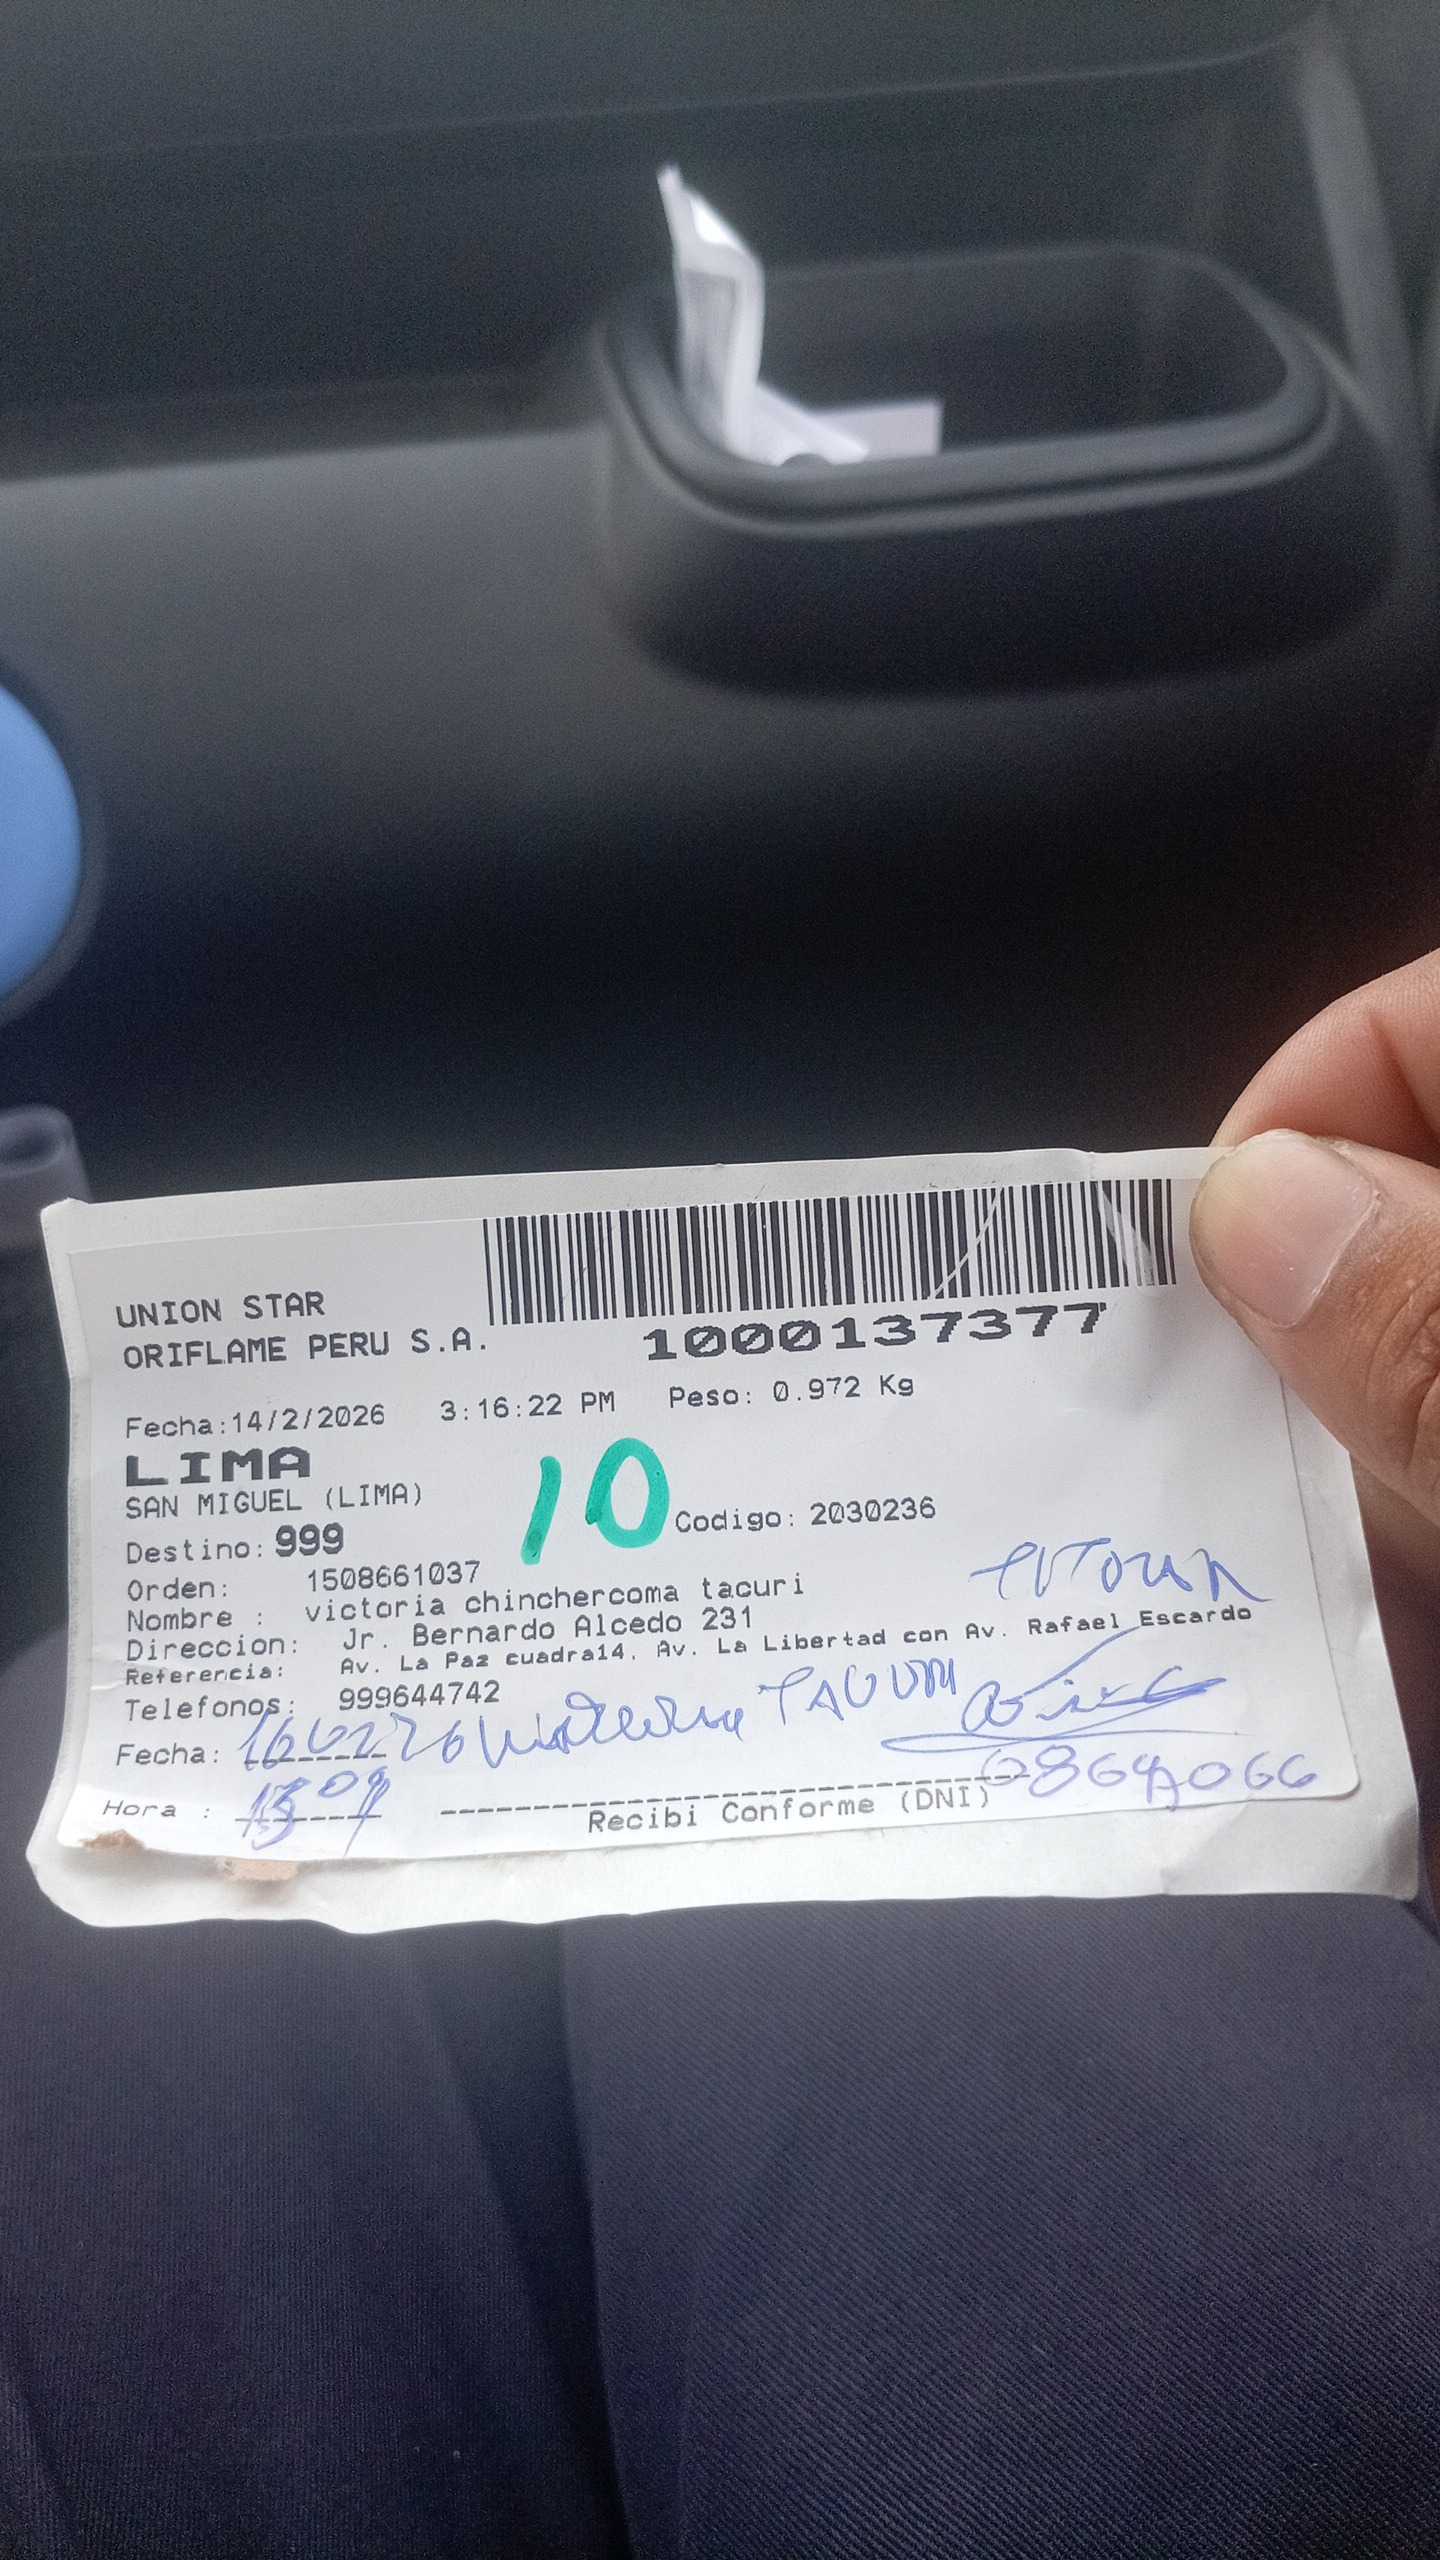 UNION STAR
ORIFLAME PERU S.A.
1000137377
Fecha:14/2/2026 3:16:22 PM Peso: 0.972 Kg
LIMA
10
SAN MIGUEL (LIMA)
Destino: 999 Codigo: 2030236
Orden: 1508661037
Nombre : victoria chinchercoma tacuri
Direccion: Jr. Bernardo Alcedo 231
Referencia: Av. La Paz cuadra14, Av. La Libertad con Av. Rafael Escardo
Telefonos: 999644742
Fecha: 160226 TACURI
Hora :
Recibi Conforme (DNI)